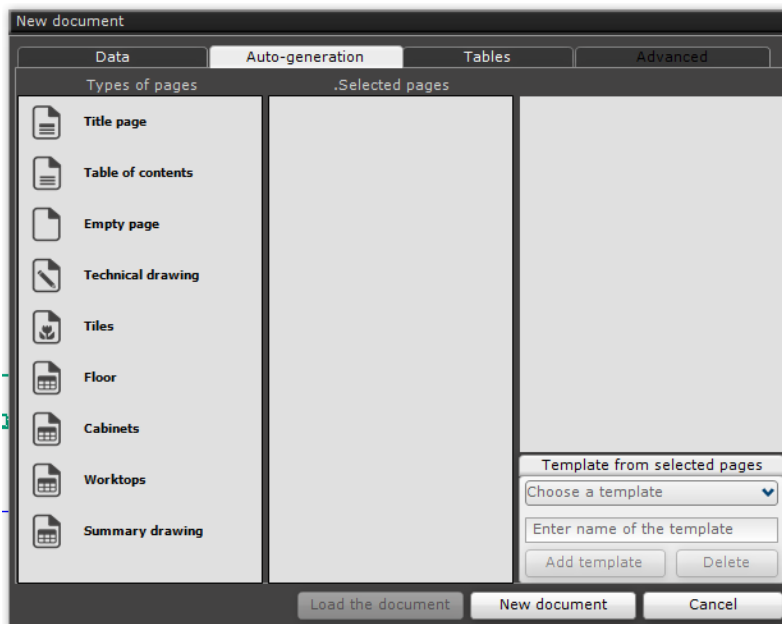 New document
Data Auto-generation Tables Advanced
Types of pages .Selected pages
Title page
Table of contents
Empty page
Technical drawing
Tiles
Floor
Cabinets
Worktops
Summary drawing
Template from selected pages
Choose a template
Enter name of the template
Add template Delete
Load the document New document Cancel